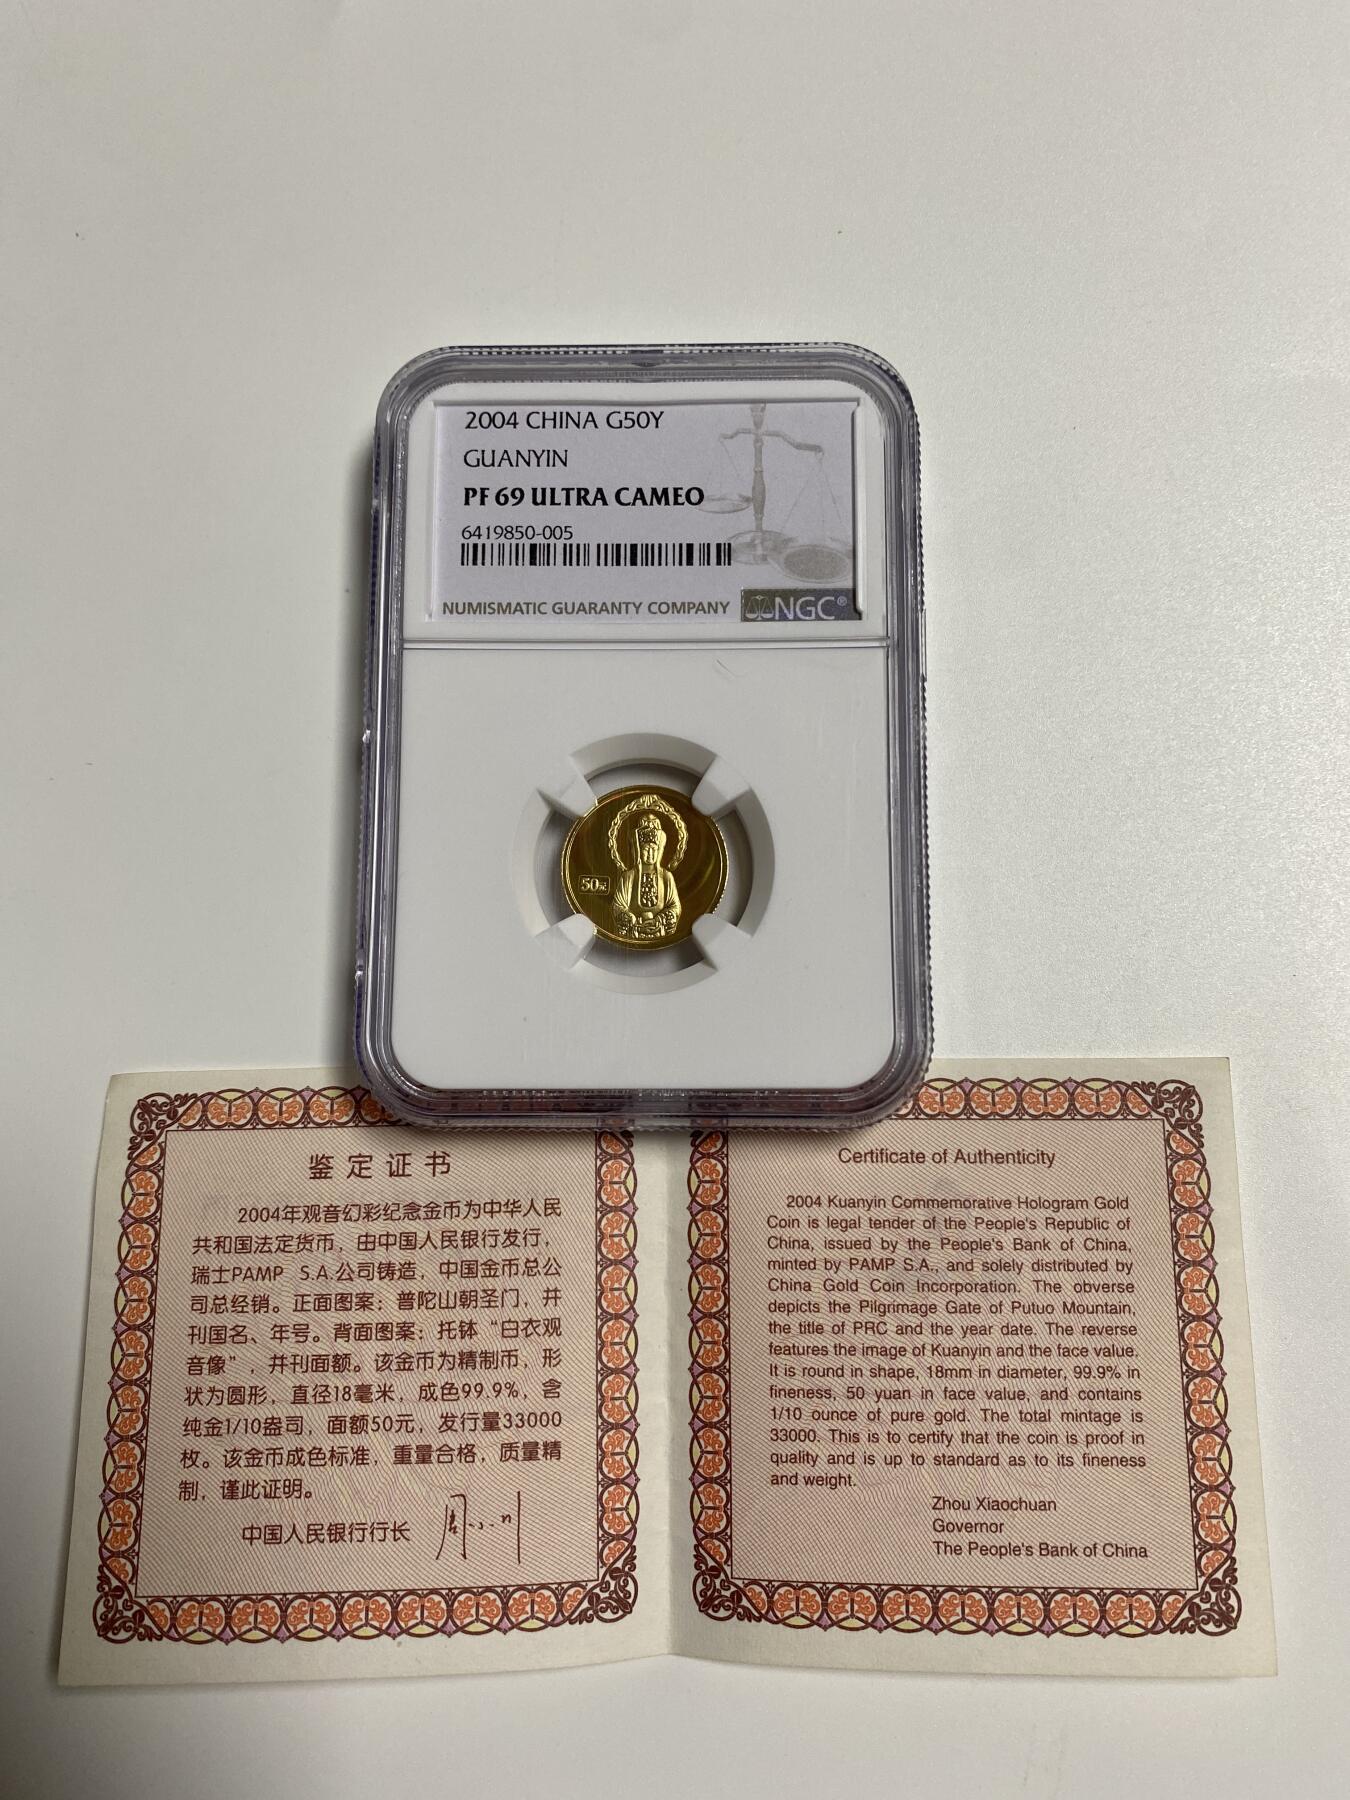 2004 CHINA G50Y
GUANYIN
PF 69 ULTRA CAMEO
6419850-005
NUMISMATIC GUARANTY COMPANY NGC®
50元
鉴定证书
2004年观音幻彩纪念金币为中华人民
共和国法定货币，由中国人民银行发行，
瑞士PAMP S.A.公司铸造，中国金币总公
司总经销。正面图案：普陀山朝圣门，并
刊国名、年号。背面图案：托钵“白衣观
音像”，并刊面额。该金币为精制币，形
状为圆形，直径18毫米，成色99.9%，含
纯金1/10盎司，面额50元，发行量33000
枚。该金币成色标准，重量合格，质量精
制，谨此证明。
中国人民银行行长 周小川
Certificate of Authenticity
2004 Kuanyin Commemorative Hologram Gold
Coin is legal tender of the People's Republic of
China, issued by the People's Bank of China,
minted by PAMP S.A., and solely distributed by
China Gold Coin Incorporation. The obverse
depicts the Pilgrimage Gate of Putuo Mountain,
the title of PRC and the year date. The reverse
features the image of Kuanyin and the face value.
It is round in shape, 18mm in diameter, 99.9% in
fineness, 50 yuan in face value, and contains
1/10 ounce of pure gold. The total mintage is
33000. This is to certify that the coin is proof in
quality and is up to standard as to its fineness
and weight.
Zhou Xiaochuan
Governor
The People's Bank of China